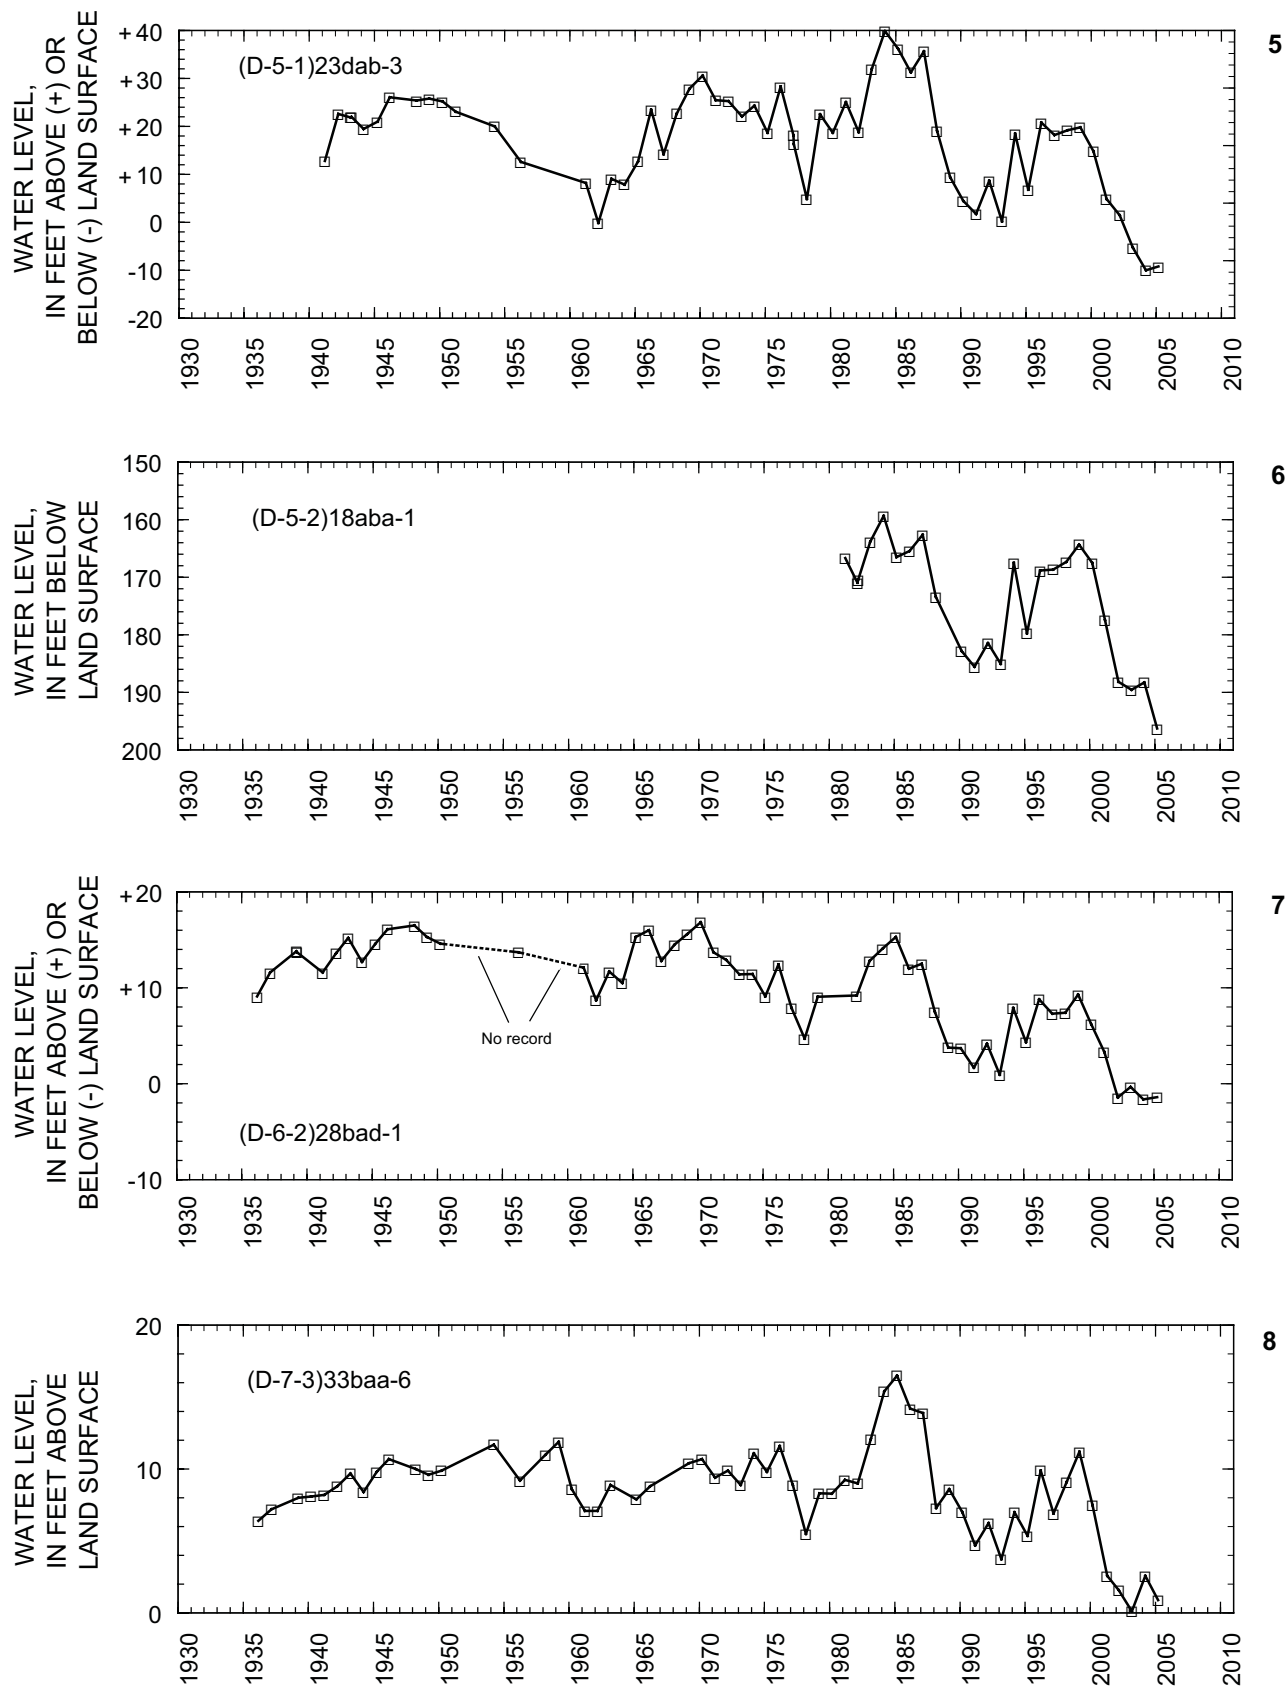 WATER LEVEL,
IN FEET ABOVE (+) OR
BELOW (-) LAND SURFACE
+40
+30
+20
+10
0
-10
-20
(D-5-1)23dab-3
5
1930 1935 1940 1945 1950 1955 1960 1965 1970 1975 1980 1985 1990 1995 2000 2005 2010
WATER LEVEL,
IN FEET BELOW
LAND SURFACE
150
160
170
180
190
200
(D-5-2)18aba-1
6
1930 1935 1940 1945 1950 1955 1960 1965 1970 1975 1980 1985 1990 1995 2000 2005 2010
WATER LEVEL,
IN FEET ABOVE (+) OR
BELOW (-) LAND SURFACE
+20
+10
0
-10
No record
(D-6-2)28bad-1
7
1930 1935 1940 1945 1950 1955 1960 1965 1970 1975 1980 1985 1990 1995 2000 2005 2010
WATER LEVEL,
IN FEET ABOVE
LAND SURFACE
20
10
0
(D-7-3)33baa-6
8
1930 1935 1940 1945 1950 1955 1960 1965 1970 1975 1980 1985 1990 1995 2000 2005 2010